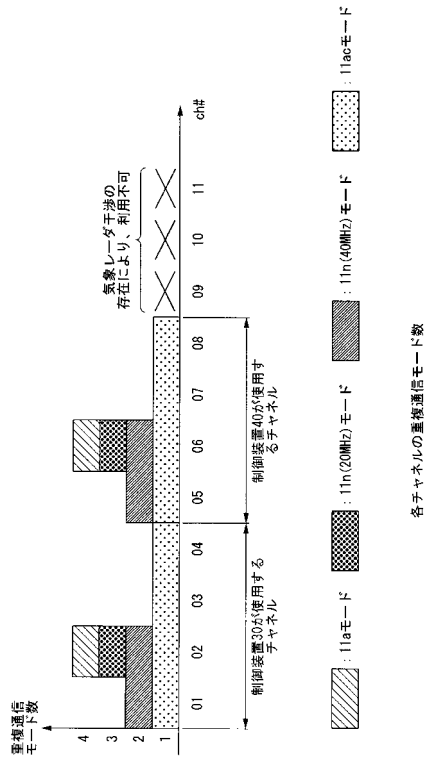 重複通信
モード数
4
3
2
1
気象レーダ干渉の
存在により、利用不可
01 02 03 04 05 06 07 08 09 10 11
ch#
制御装置30が使用する
チャネル
制御装置40が使用す
るチャネル
：11aモード
：11n(20MHz)モード
：11n(40MHz)モード
：11acモード
各チャネルの重複通信モード数